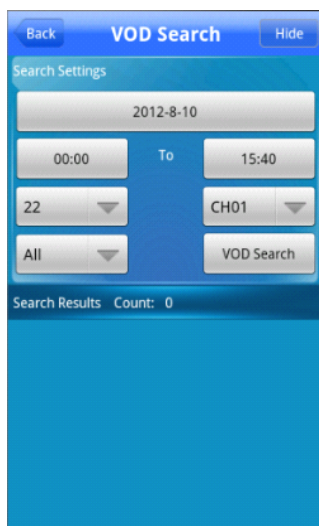 Back VOD Search Hide
Search Settings
2012-8-10
00:00 To 15:40
22 CH01
All VOD Search
Search Results Count: 0